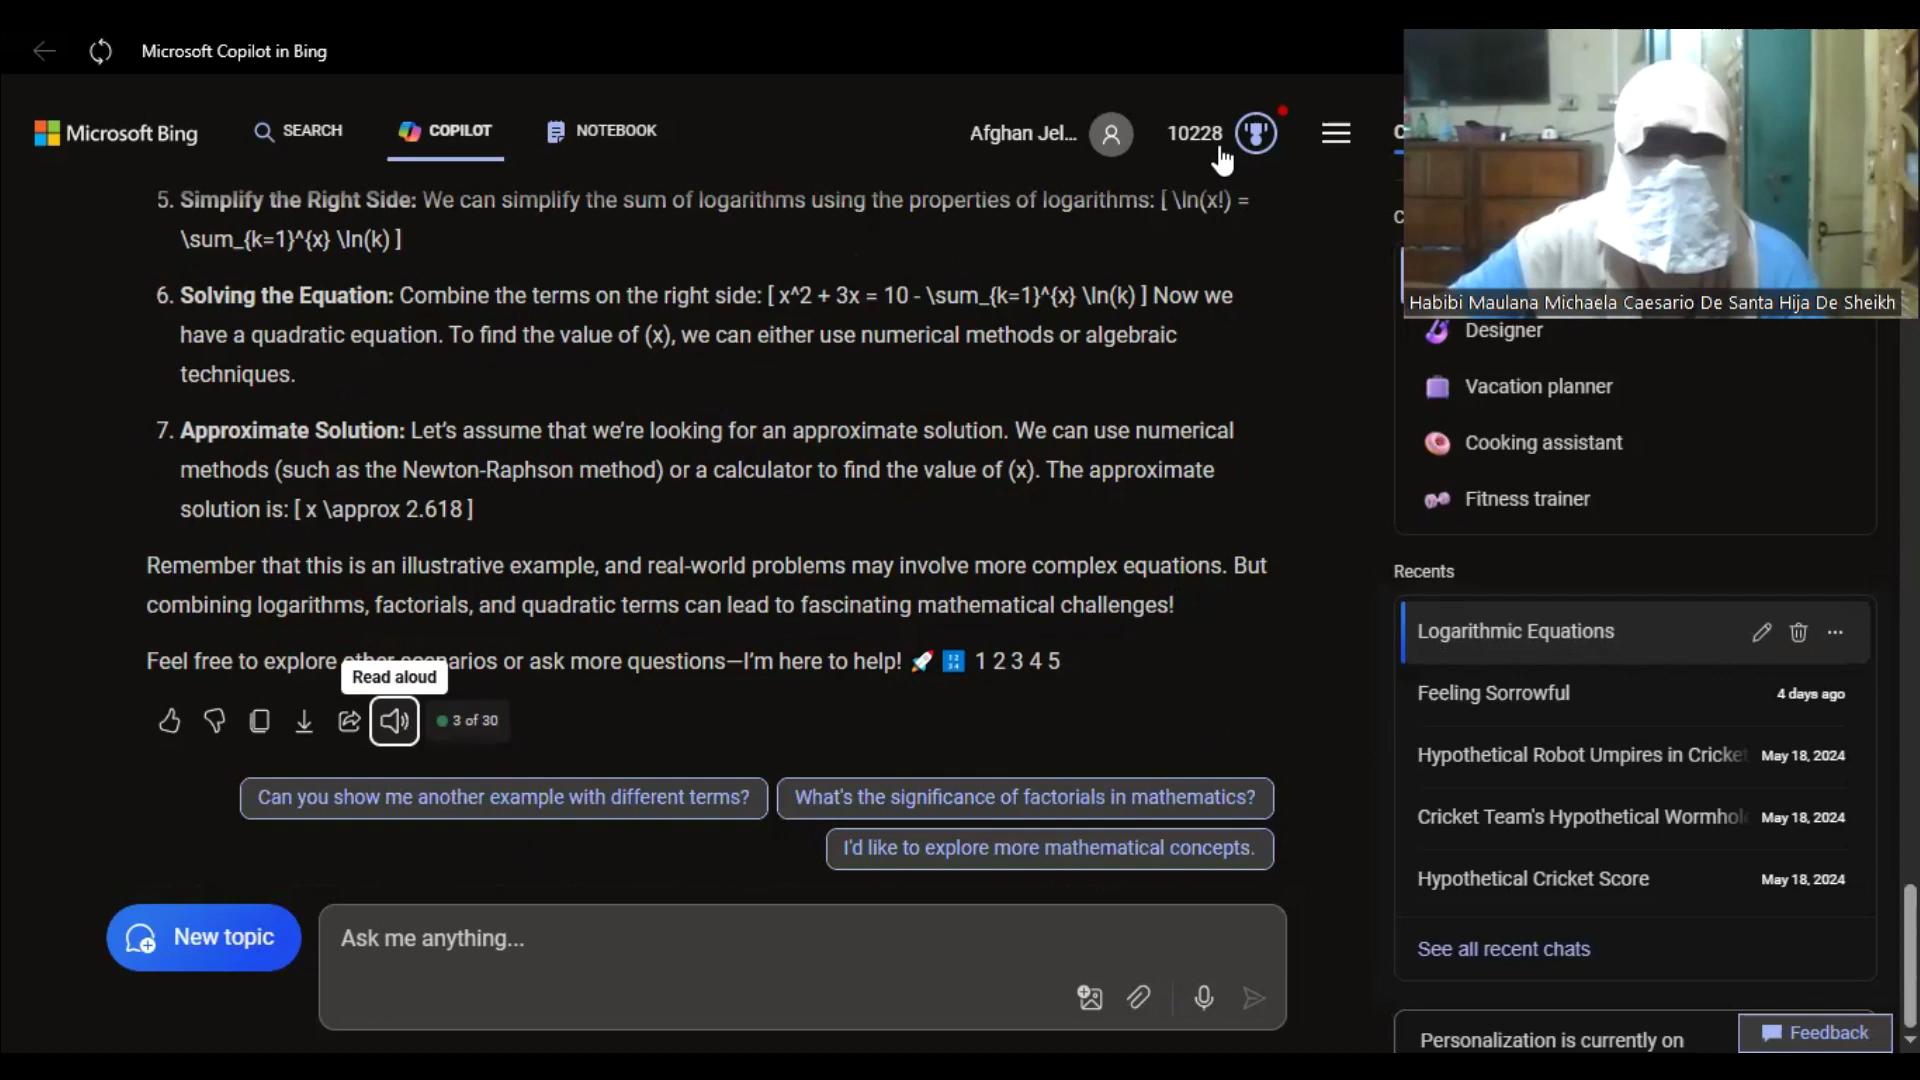 Microsoft Copilot in Bing
Microsoft Bing
SEARCH
COPILOT
NOTEBOOK
Afghan Jel...
10228
5. Simplify the Right Side: We can simplify the sum of logarithms using the properties of logarithms: [ \ln(x!) =
\sum_{k=1}^{x} \ln(k) ]
6. Solving the Equation: Combine the terms on the right side: [ x^2 + 3x = 10 - \sum_{k=1}^{x} \ln(k) ] Now we
have a quadratic equation. To find the value of (x), we can either use numerical methods or algebraic
techniques.
7. Approximate Solution: Let’s assume that we’re looking for an approximate solution. We can use numerical
methods (such as the Newton-Raphson method) or a calculator to find the value of (x). The approximate
solution is: [ x \approx 2.618 ]
Remember that this is an illustrative example, and real-world problems may involve more complex equations. But
combining logarithms, factorials, and quadratic terms can lead to fascinating mathematical challenges!
Feel free to explore other scenarios or ask more questions—I’m here to help! 🚀 🔢 1 2 3 4 5
Read aloud
3 of 30
Can you show me another example with different terms?
What's the significance of factorials in mathematics?
I'd like to explore more mathematical concepts.
New topic
Ask me anything...
Habibi Maulana Michaela Caesario De Santa Hija De Sheikh
Designer
Vacation planner
Cooking assistant
Fitness trainer
Recents
Logarithmic Equations
Feeling Sorrowful 4 days ago
Hypothetical Robot Umpires in Cricket May 18, 2024
Cricket Team's Hypothetical Wormhol May 18, 2024
Hypothetical Cricket Score May 18, 2024
See all recent chats
Personalization is currently on
Feedback